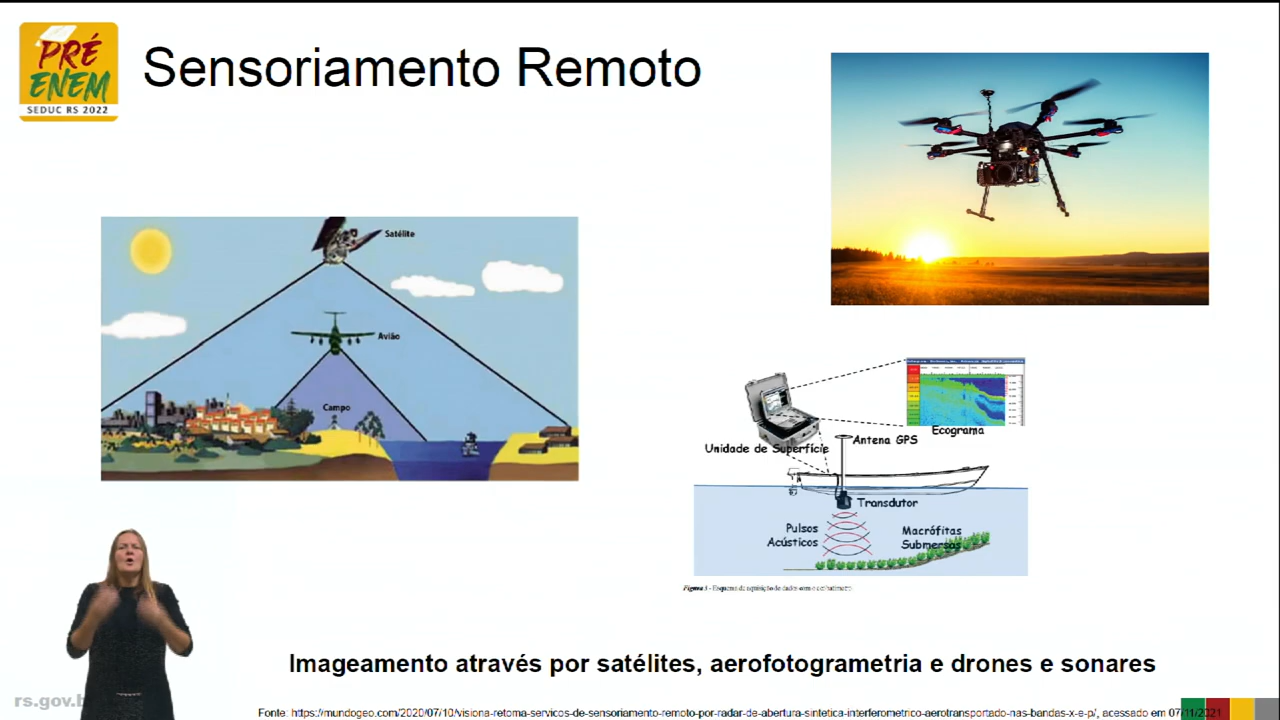 PRÉ
ENEM
SEDUC RS 2022
Sensoriamento Remoto
Satélite
Avião
Campo
Ecograma
Antena GPS
Unidade de Superfície
Transdutor
Pulsos
Acústicos
Macrófitas
Submersas
Imageamento através por satélites, aerofotogrametria e drones e sonares
rs.gov.b
Fonte: https://mundogeo.com/2020/07/10/visiona-retoma-servicos-de-sensoriamento-remoto-por-radar-de-abertura-sintetica-interferometrico-aerotransportado-nas-bandas-x-e-p/, acessado em 07/11/2021